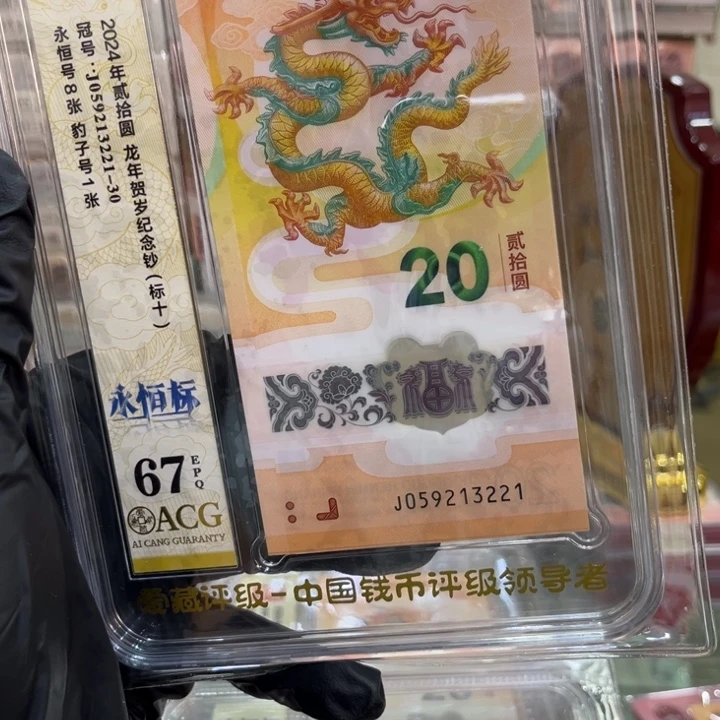 2024年贰拾圆 龙年贺岁纪念钞(标十)
冠号:J059213221-30
永恒号8张 豹子号1张
永恒标
67 EPQ
ACG
AI CANG GUARANTY
20
贰拾圆
福
J059213221
爱藏评级-中国钱币评级领导者